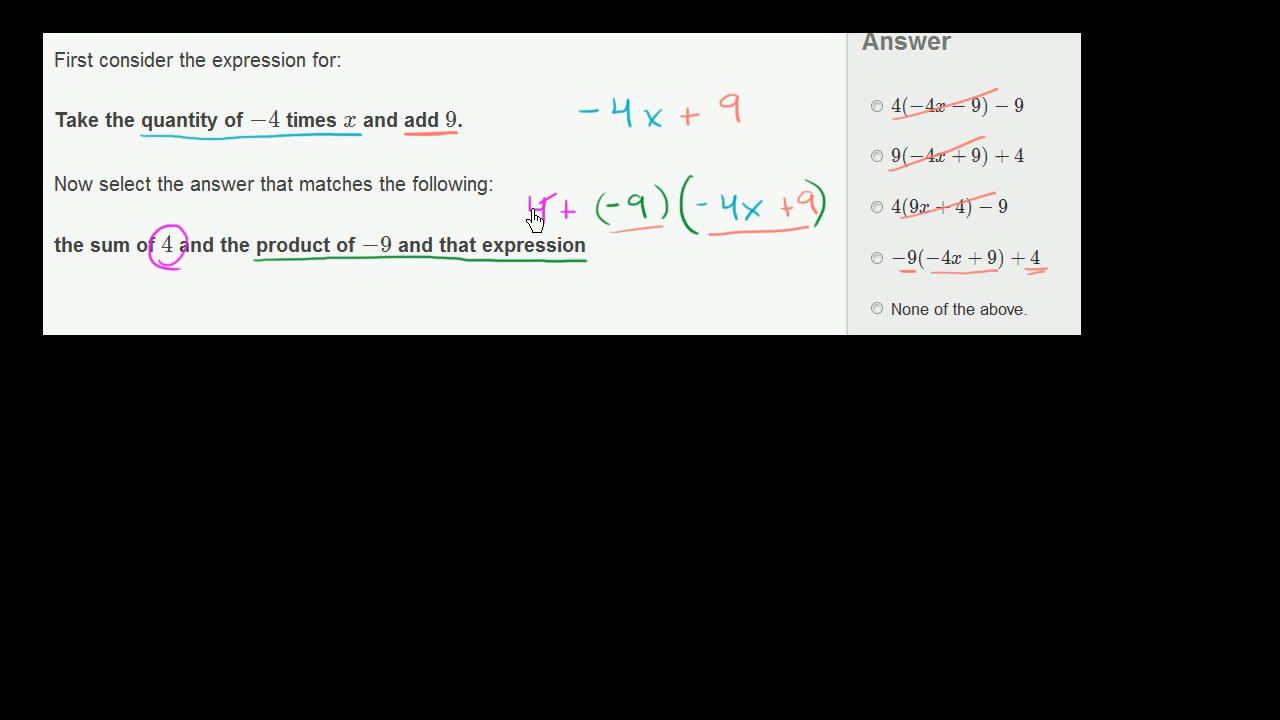 First consider the expression for:
Take the quantity of −4 times x and add 9.
-4x + 9
Now select the answer that matches the following:
4 + (-9)(-4x +9)
the sum of 4 and the product of −9 and that expression
Answer
4(−4x − 9) − 9
9(−4x + 9) + 4
4(9x + 4) − 9
−9(−4x + 9) + 4
None of the above.